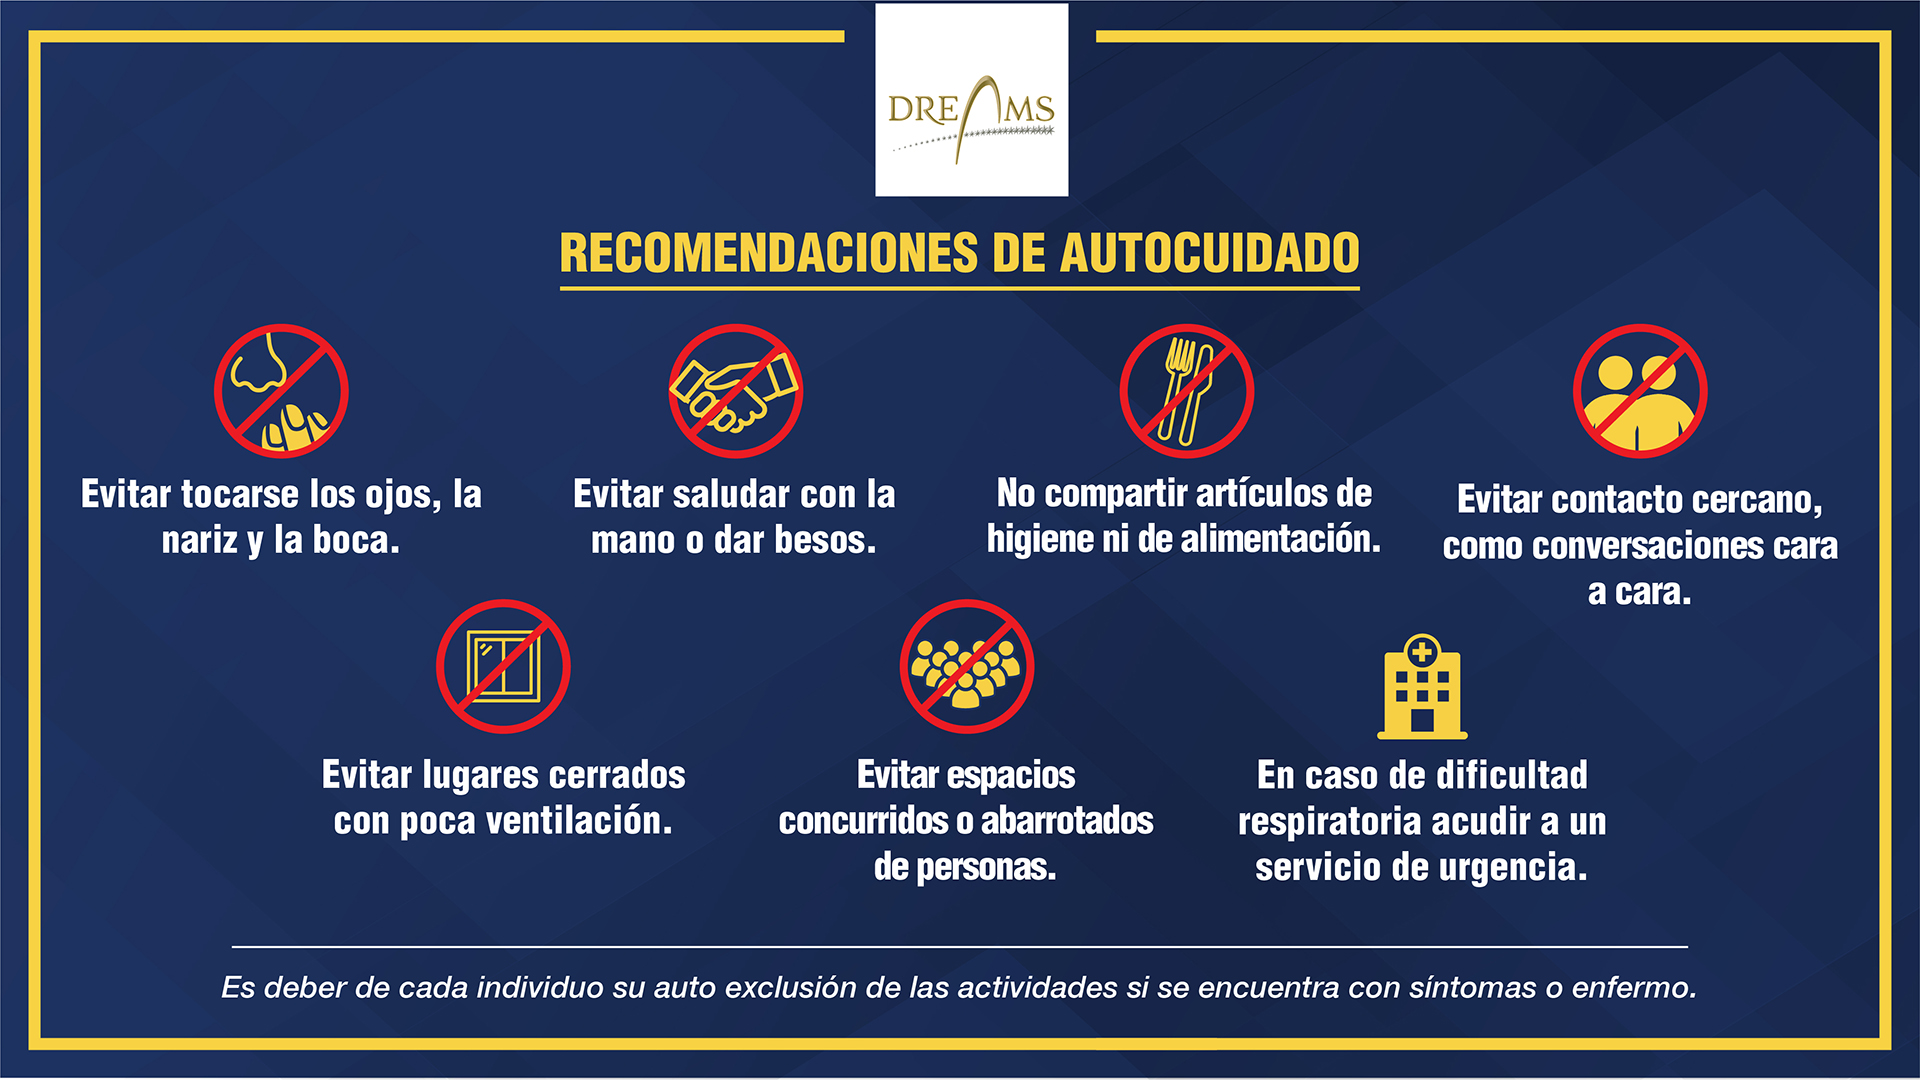 DREAMS
RECOMENDACIONES DE AUTOCUIDADO
Evitar tocarse los ojos, la
nariz y la boca.
Evitar saludar con la
mano o dar besos.
No compartir artículos de
higiene ni de alimentación.
Evitar contacto cercano,
como conversaciones cara
a cara.
Evitar lugares cerrados
con poca ventilación.
Evitar espacios
concurridos o abarrotados
de personas.
En caso de dificultad
respiratoria acudir a un
servicio de urgencia.
Es deber de cada individuo su auto exclusión de las actividades si se encuentra con síntomas o enfermo.